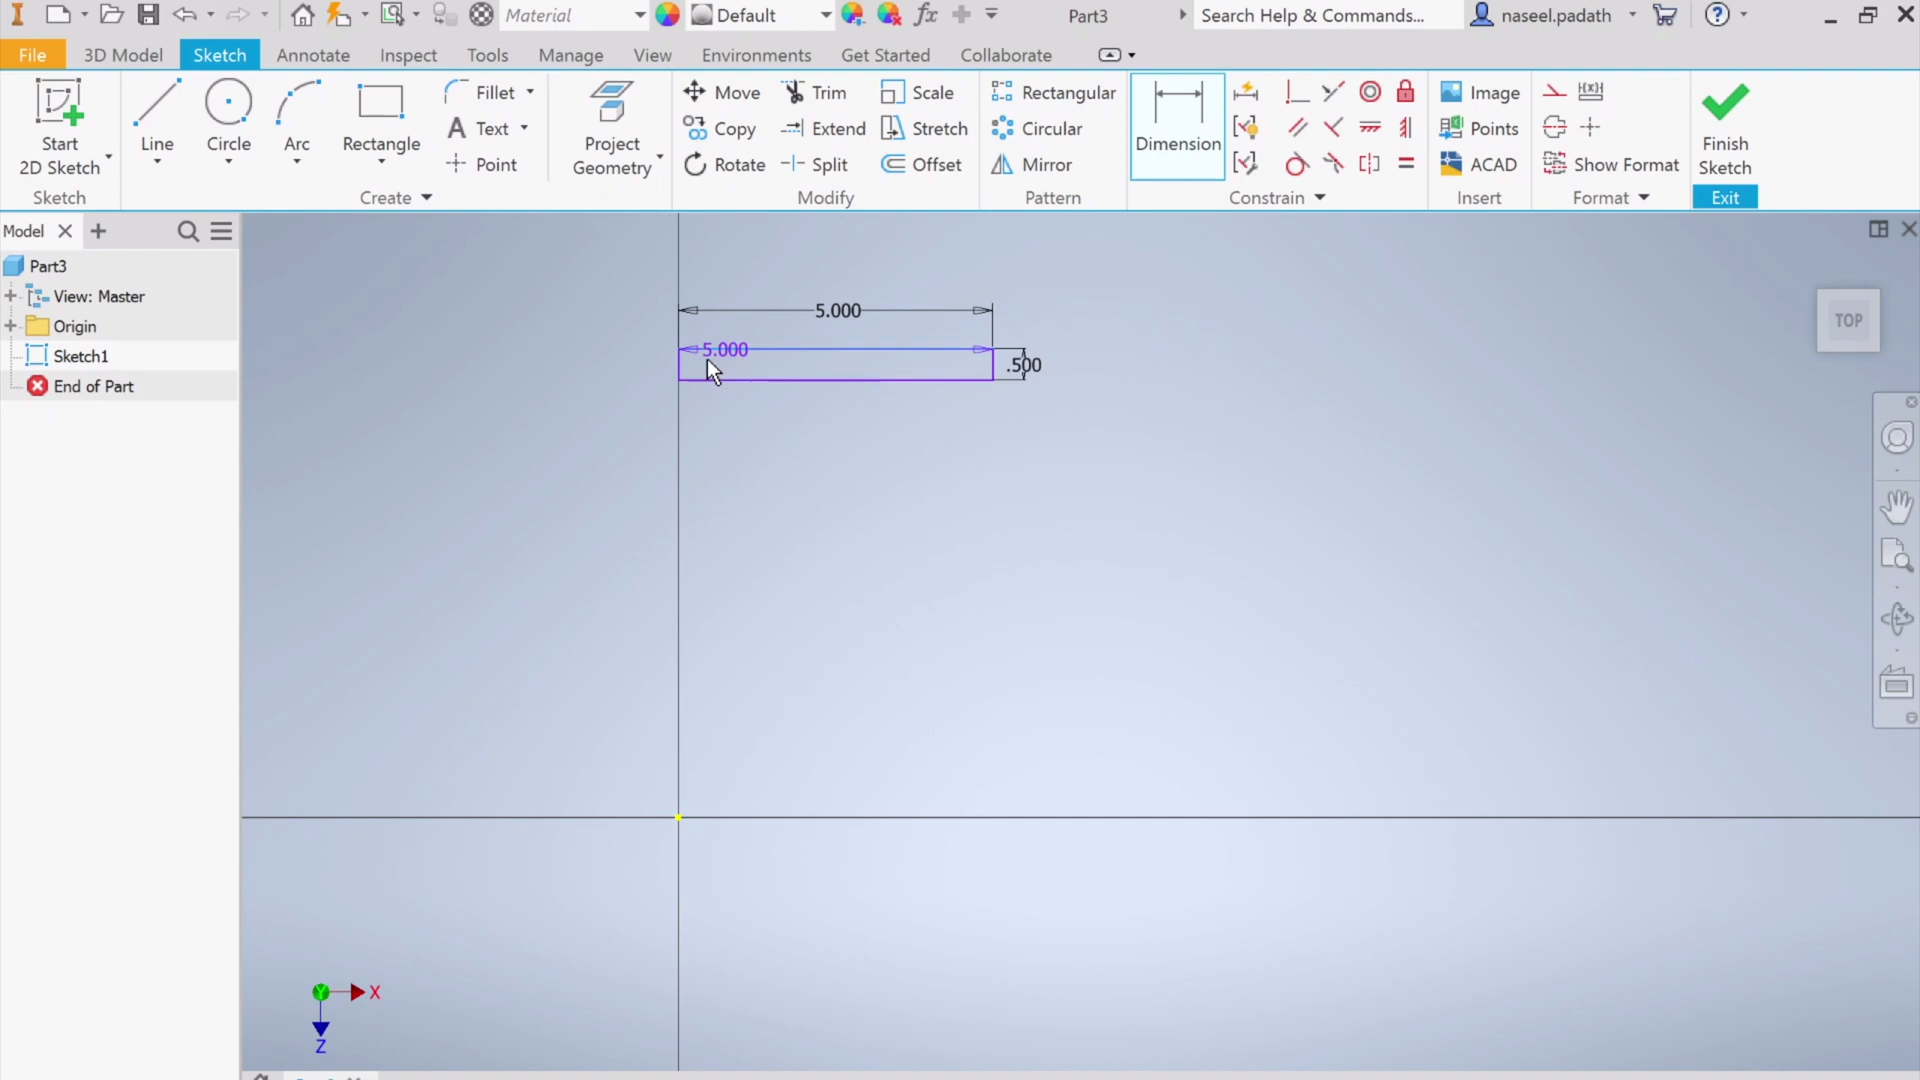 Material
Default
Part3
Search Help & Commands...
naseel.padath
File
3D Model
Sketch
Annotate
Inspect
Tools
Manage
View
Environments
Get Started
Collaborate
Start
2D Sketch
Line
Circle
Arc
Rectangle
Fillet
Text
Point
Project
Geometry
Move
Copy
Rotate
Trim
Extend
Split
Scale
Stretch
Offset
Rectangular
Circular
Mirror
Dimension
Image
Points
ACAD
Show Format
Finish
Sketch
Sketch
Create
Modify
Pattern
Constrain
Insert
Format
Exit
Model
Part3
View: Master
Origin
Sketch1
End of Part
5.000
5.000
.500
TOP
X
Y
Z